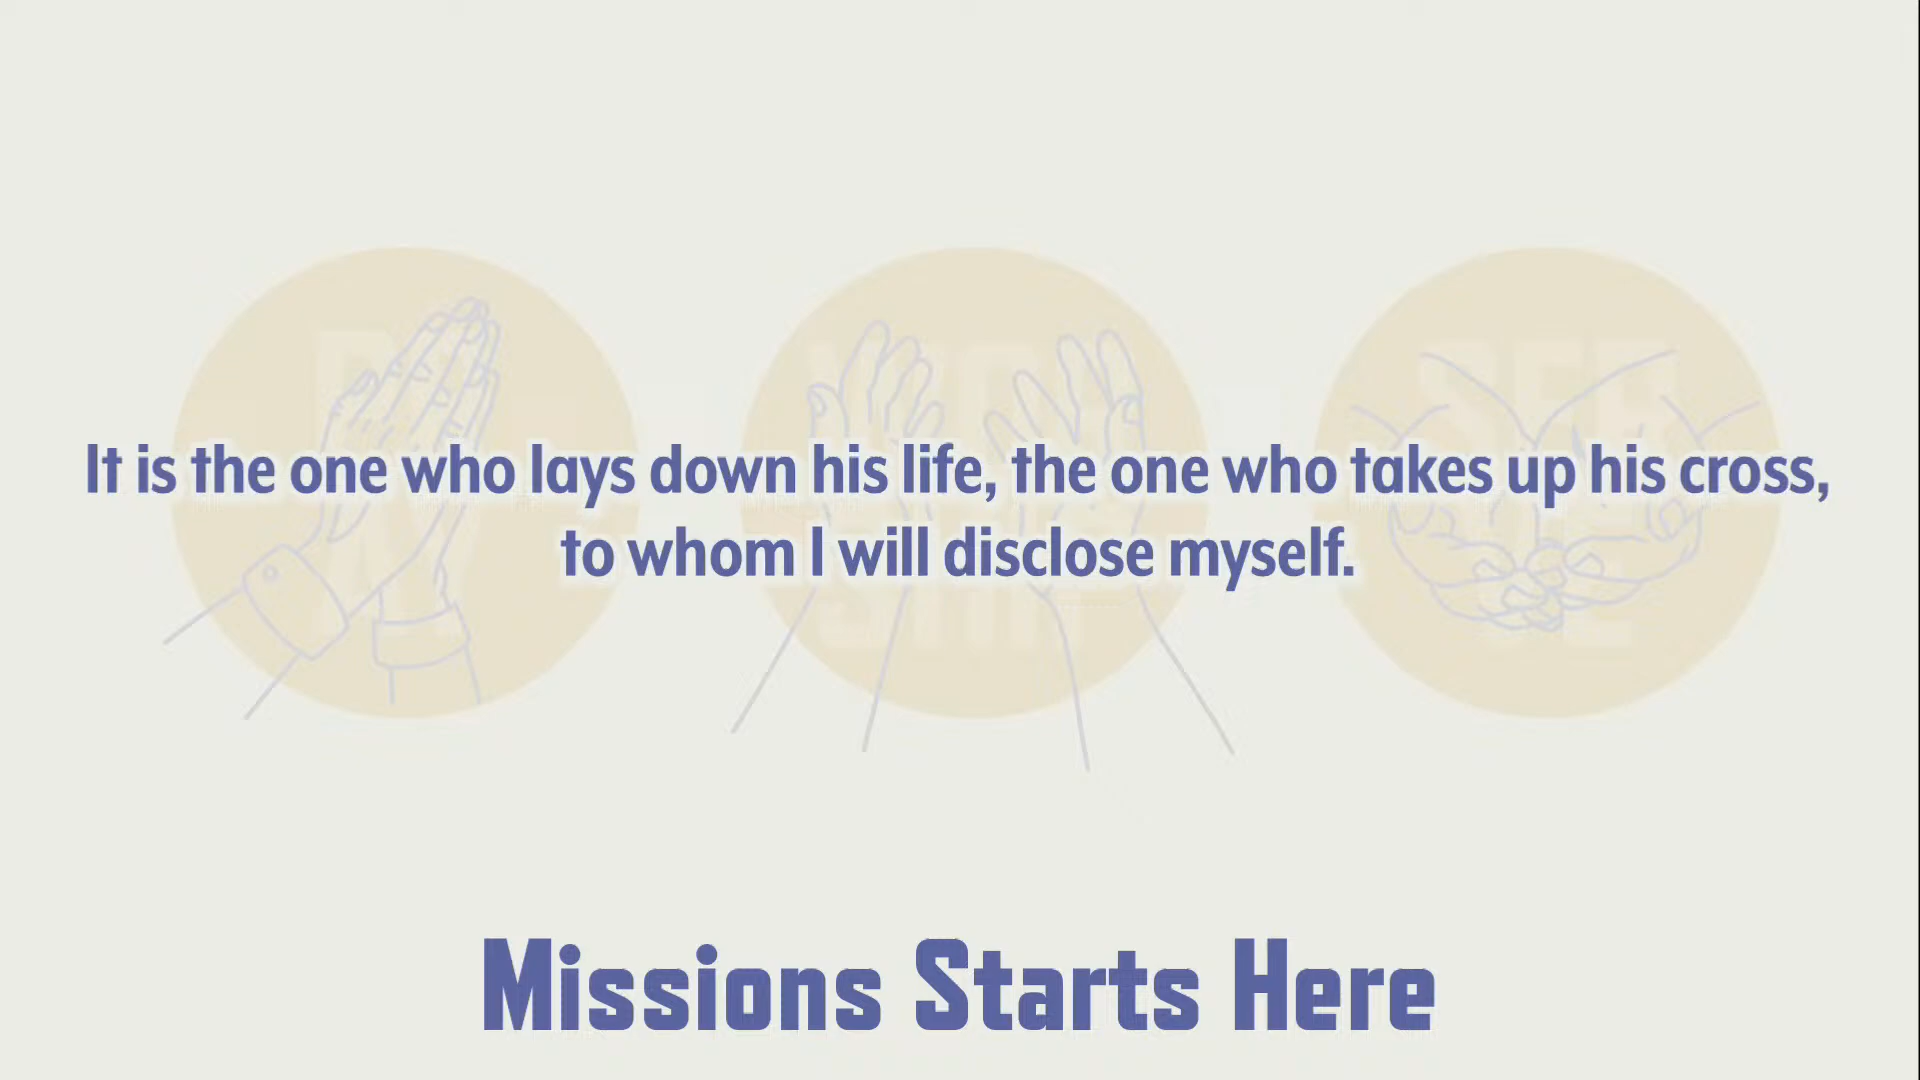 It is the one who lays down his life, the one who takes up his cross,
to whom I will disclose myself.
Missions Starts Here